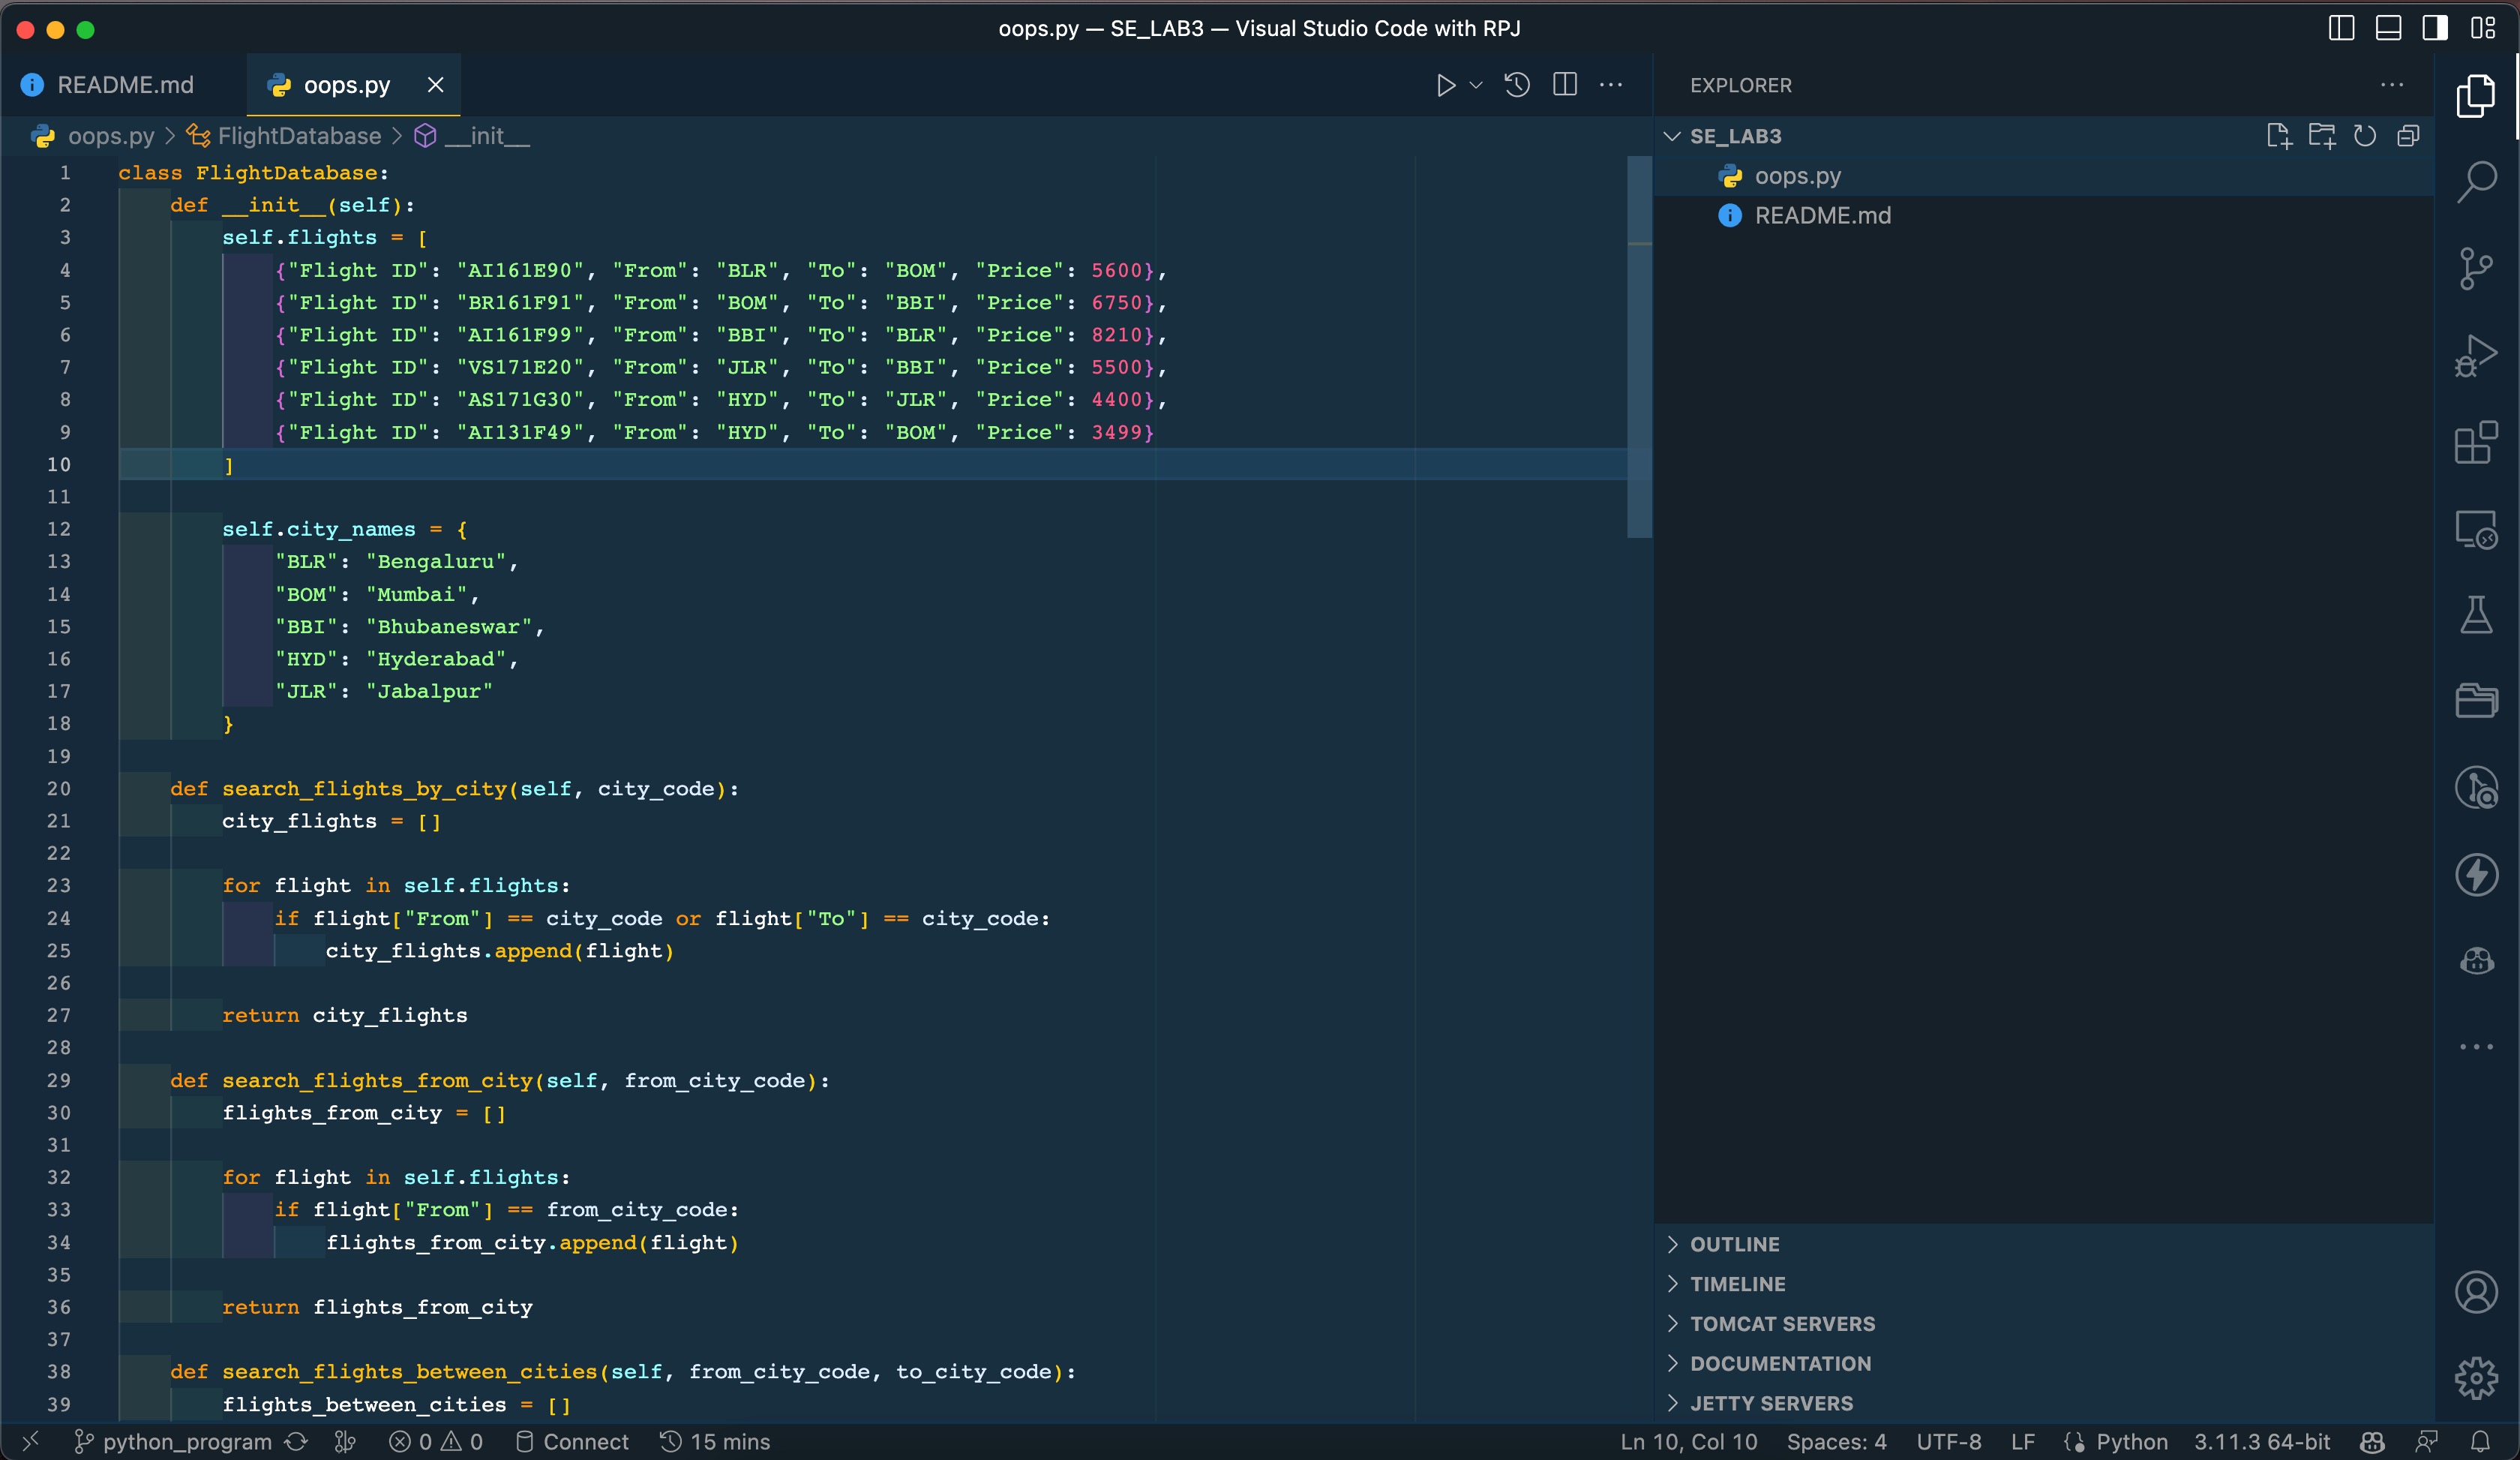 oops.py — SE_LAB3 — Visual Studio Code with RPJ
README.md
oops.py
oops.py > FlightDatabase > __init__
1 class FlightDatabase:
2     def __init__(self):
3         self.flights = [
4             {"Flight ID": "AI161E90", "From": "BLR", "To": "BOM", "Price": 5600},
5             {"Flight ID": "BR161F91", "From": "BOM", "To": "BBI", "Price": 6750},
6             {"Flight ID": "AI161F99", "From": "BBI", "To": "BLR", "Price": 8210},
7             {"Flight ID": "VS171E20", "From": "JLR", "To": "BBI", "Price": 5500},
8             {"Flight ID": "AS171G30", "From": "HYD", "To": "JLR", "Price": 4400},
9             {"Flight ID": "AI131F49", "From": "HYD", "To": "BOM", "Price": 3499}
10         ]
11
12         self.city_names = {
13             "BLR": "Bengaluru",
14             "BOM": "Mumbai",
15             "BBI": "Bhubaneswar",
16             "HYD": "Hyderabad",
17             "JLR": "Jabalpur"
18         }
19
20     def search_flights_by_city(self, city_code):
21         city_flights = []
22
23         for flight in self.flights:
24             if flight["From"] == city_code or flight["To"] == city_code:
25                 city_flights.append(flight)
26
27         return city_flights
28
29     def search_flights_from_city(self, from_city_code):
30         flights_from_city = []
31
32         for flight in self.flights:
33             if flight["From"] == from_city_code:
34                 flights_from_city.append(flight)
35
36         return flights_from_city
37
38     def search_flights_between_cities(self, from_city_code, to_city_code):
39         flights_between_cities = []
EXPLORER
SE_LAB3
oops.py
README.md
OUTLINE
TIMELINE
TOMCAT SERVERS
DOCUMENTATION
JETTY SERVERS
python_program 0 0 Connect 15 mins Ln 10, Col 10 Spaces: 4 UTF-8 LF Python 3.11.3 64-bit